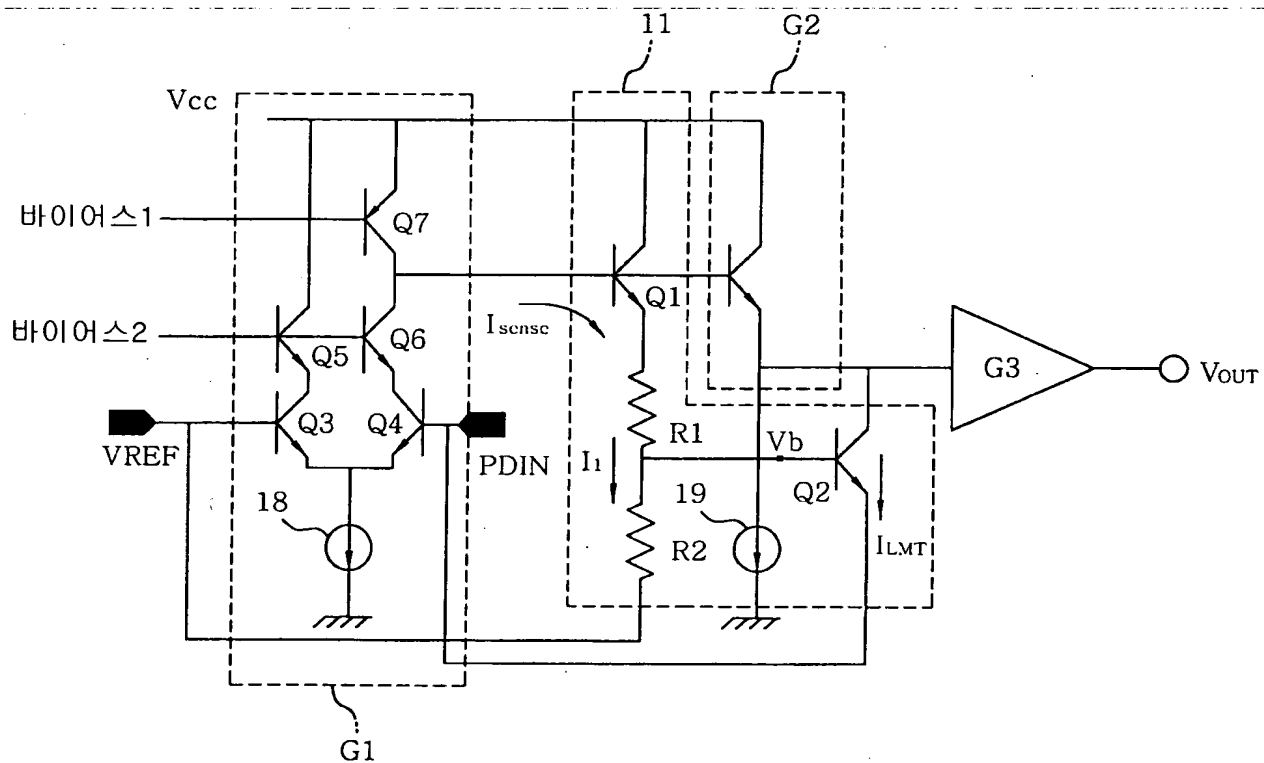 11
G2
Vcc
바이어스1
Q7
Q1
Isense
바이어스2
Q5
Q6
G3
VOUT
VREF
Q3
Q4
PDIN
R1
Vb
I1
Q2
18
19
R2
ILMT
G1